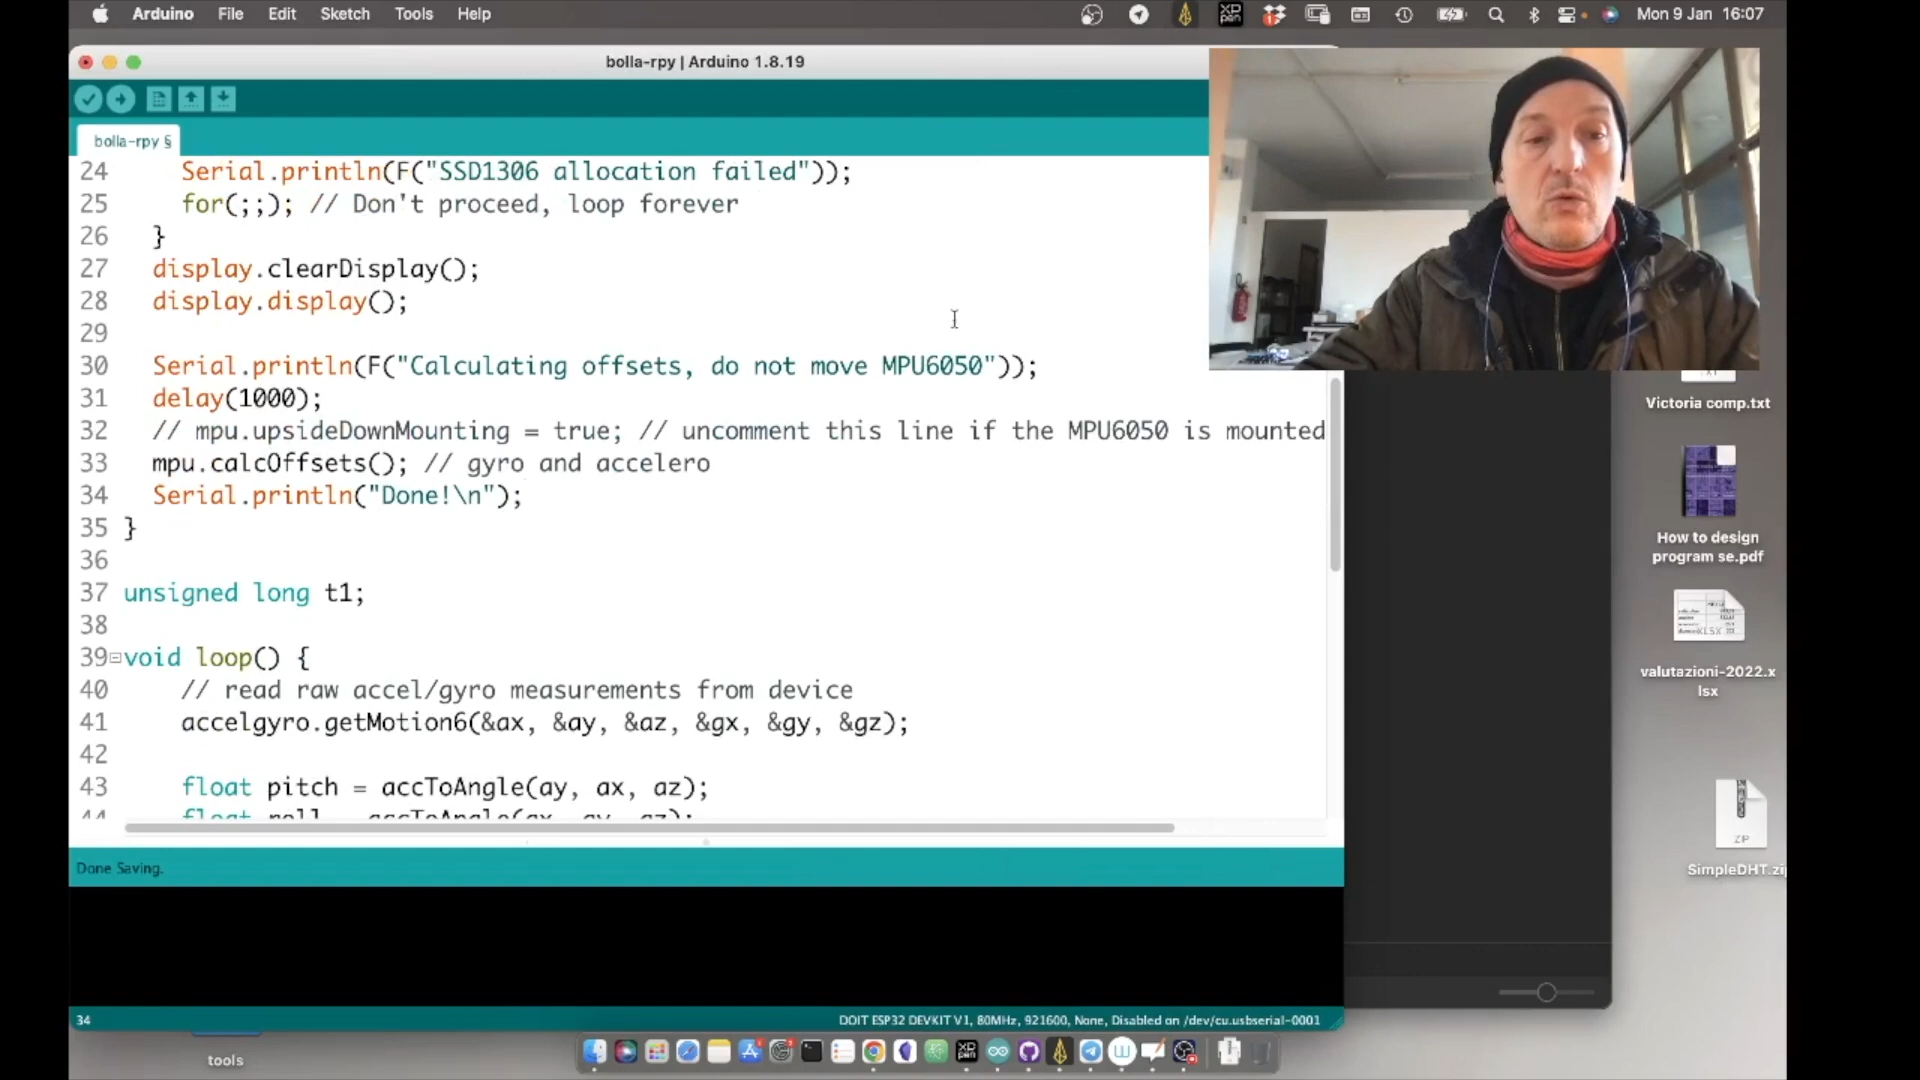 Arduino File Edit Sketch Tools Help
XP pen
Mon 9 Jan 16:07
bolla-rpy | Arduino 1.8.19
bolla-rpy §
24 Serial.println(F("SSD1306 allocation failed"));
25 for(;;); // Don't proceed, loop forever
26 }
27 display.clearDisplay();
28 display.display();
29
30 Serial.println(F("Calculating offsets, do not move MPU6050"));
31 delay(1000);
32 // mpu.upsideDownMounting = true; // uncomment this line if the MPU6050 is mounted
33 mpu.calcOffsets(); // gyro and accelero
34 Serial.println("Done!\n");
35 }
36
37 unsigned long t1;
38
39 void loop() {
40 // read raw accel/gyro measurements from device
41 accelgyro.getMotion6(&ax, &ay, &az, &gx, &gy, &gz);
42
43 float pitch = accToAngle(ay, ax, az);
44 float roll = accToAngle(ax, ay, az);
Done Saving.
34
DOIT ESP32 DEVKIT V1, 80MHz, 921600, None, Disabled on /dev/cu.usbserial-0001
Victoria comp.txt
How to design
program se.pdf
XLSX
valutazioni-2022.x
lsx
ZIP
SimpleDHT.zi
tools